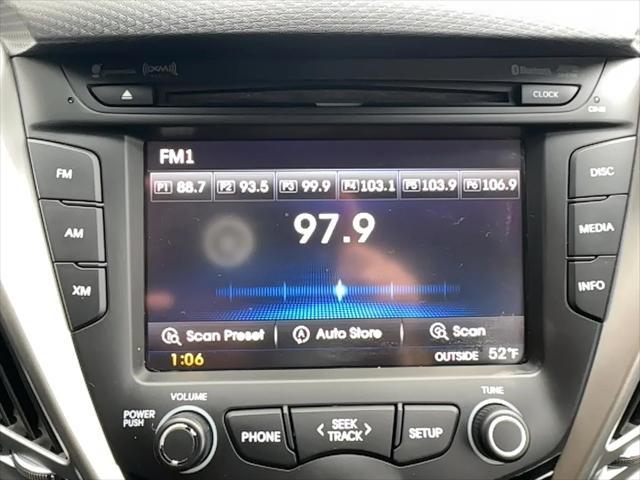 ((XM))
Bluetooth
CLOCK
FM1
FM
DISC
P1 88.7 P2 93.5 P3 99.9 P4 103.1 P5 103.9 P6 106.9
97.9
AM
MEDIA
XM
INFO
Scan Preset Auto Store Scan
1:06 OUTSIDE 52°F
VOLUME
TUNE
POWER
PUSH
PHONE
< SEEK >
TRACK
SETUP